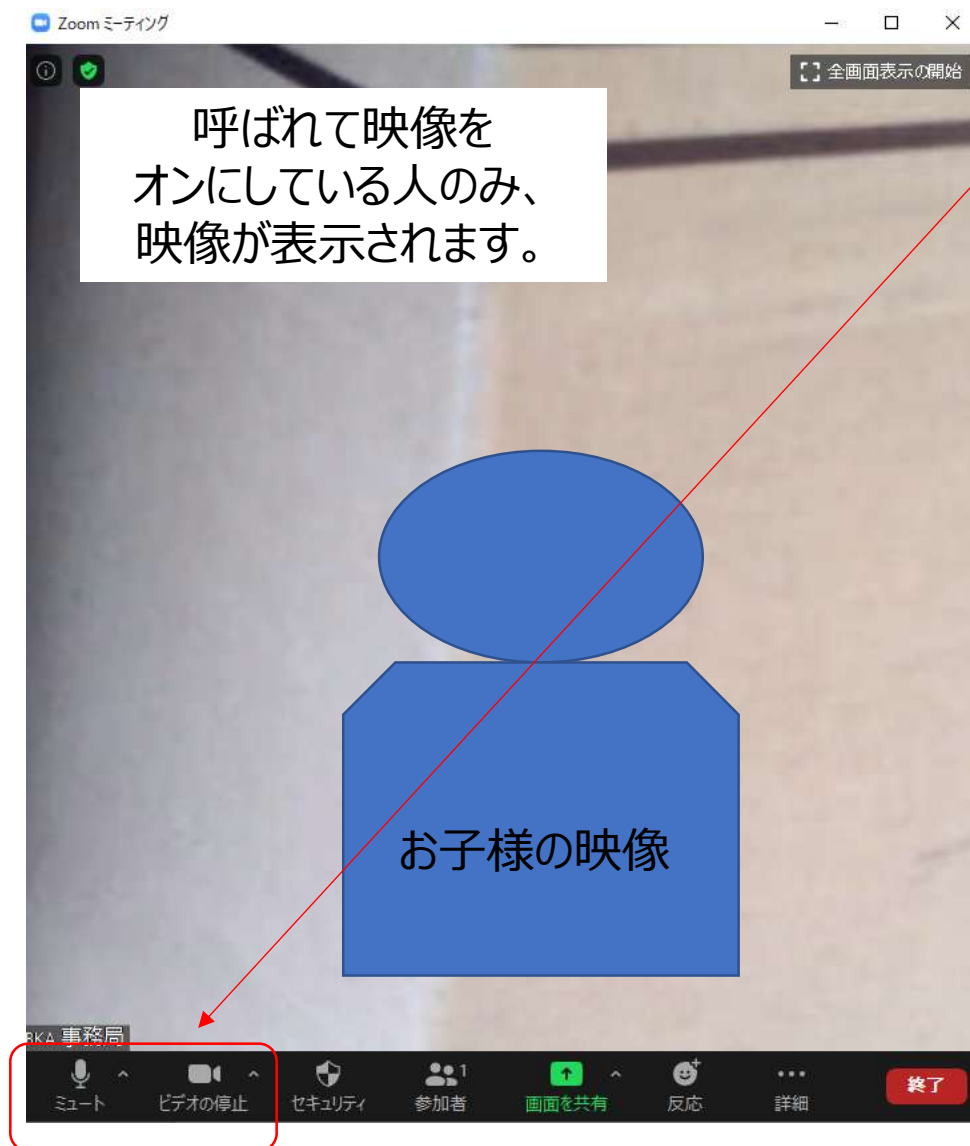 Zoom ミーティング
全画面表示の開始
呼ばれて映像を
オンにしている人のみ、
映像が表示されます。
お子様の映像
BKA 事務局
1
ミュート ビデオの停止 セキュリティ 参加者 画面を共有 反応 詳細 終了